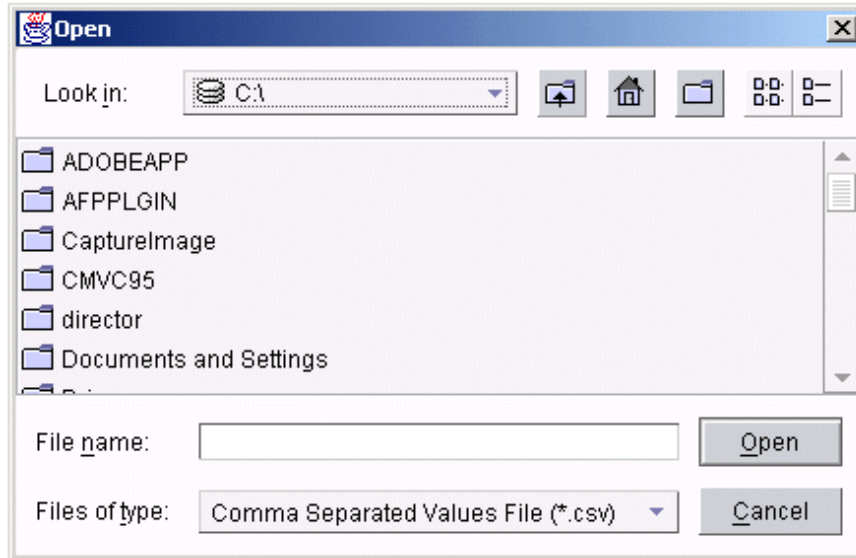 Open
Look in: C:\
ADOBEAPP
AFPPLGIN
CaptureImage
CMVC95
director
Documents and Settings
File name: Open
Files of type: Comma Separated Values File (*.csv) Cancel